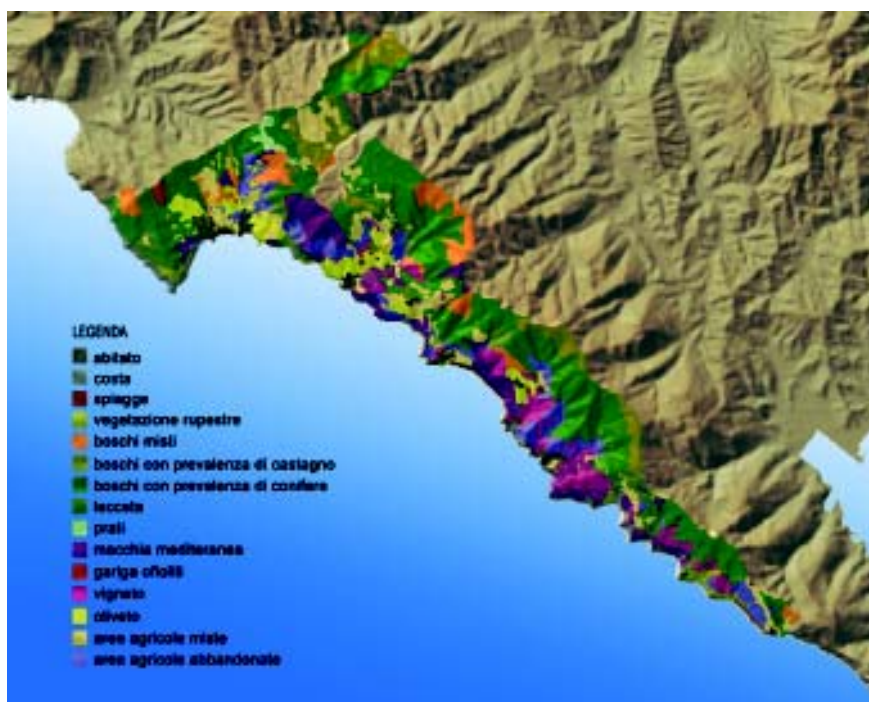 LEGENDA
abitato
costa
spiagge
vegetazione rupestre
boschi misti
boschi con prevalenza di castagno
boschi con prevalenza di conifere
lecceta
prati
macchia mediteranea
gariga ofioliti
vigneto
oliveto
aree agricole miste
aree agricole abbandonate